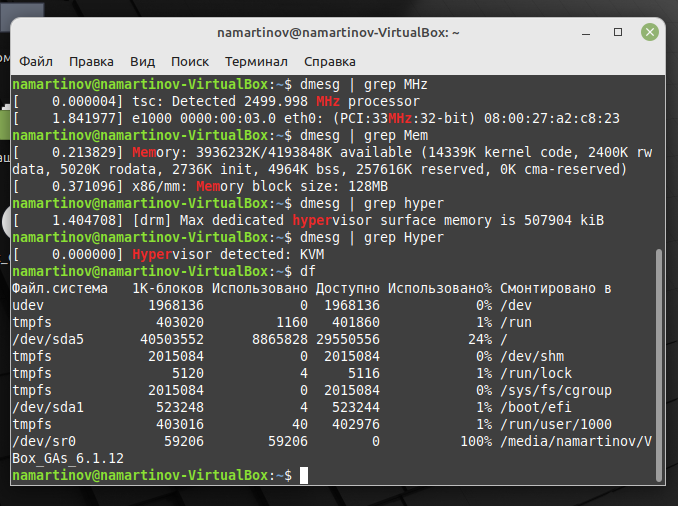 namartinov@namartinov-VirtualBox: ~
Файл Правка Вид Поиск Терминал Справка
namartinov@namartinov-VirtualBox:~$ dmesg | grep MHz
[    0.000004] tsc: Detected 2499.998 MHz processor
[    1.841977] e1000 0000:00:03.0 eth0: (PCI:33MHz:32-bit) 08:00:27:a2:c8:23
namartinov@namartinov-VirtualBox:~$ dmesg | grep Mem
[    0.213829] Memory: 3936232K/4193848K available (14339K kernel code, 2400K rw
data, 5020K rodata, 2736K init, 4964K bss, 257616K reserved, 0K cma-reserved)
[    0.371096] x86/mm: Memory block size: 128MB
namartinov@namartinov-VirtualBox:~$ dmesg | grep hyper
[    1.404708] [drm] Max dedicated hypervisor surface memory is 507904 kiB
namartinov@namartinov-VirtualBox:~$ dmesg | grep Hyper
[    0.000000] Hypervisor detected: KVM
namartinov@namartinov-VirtualBox:~$ df
Файл.система   1K-блоков Использовано Доступно Использовано% Смонтировано в
udev             1968136            0  1968136            0% /dev
tmpfs             403020         1160   401860            1% /run
/dev/sda5       40503552      8865828 29550556           24% /
tmpfs            2015084            0  2015084            0% /dev/shm
tmpfs               5120            4     5116            1% /run/lock
tmpfs            2015084            0  2015084            0% /sys/fs/cgroup
/dev/sda1         523248            4   523244            1% /boot/efi
tmpfs             403016           40   402976            1% /run/user/1000
/dev/sr0           59206        59206        0          100% /media/namartinov/V
Box_GAs_6.1.12
namartinov@namartinov-VirtualBox:~$